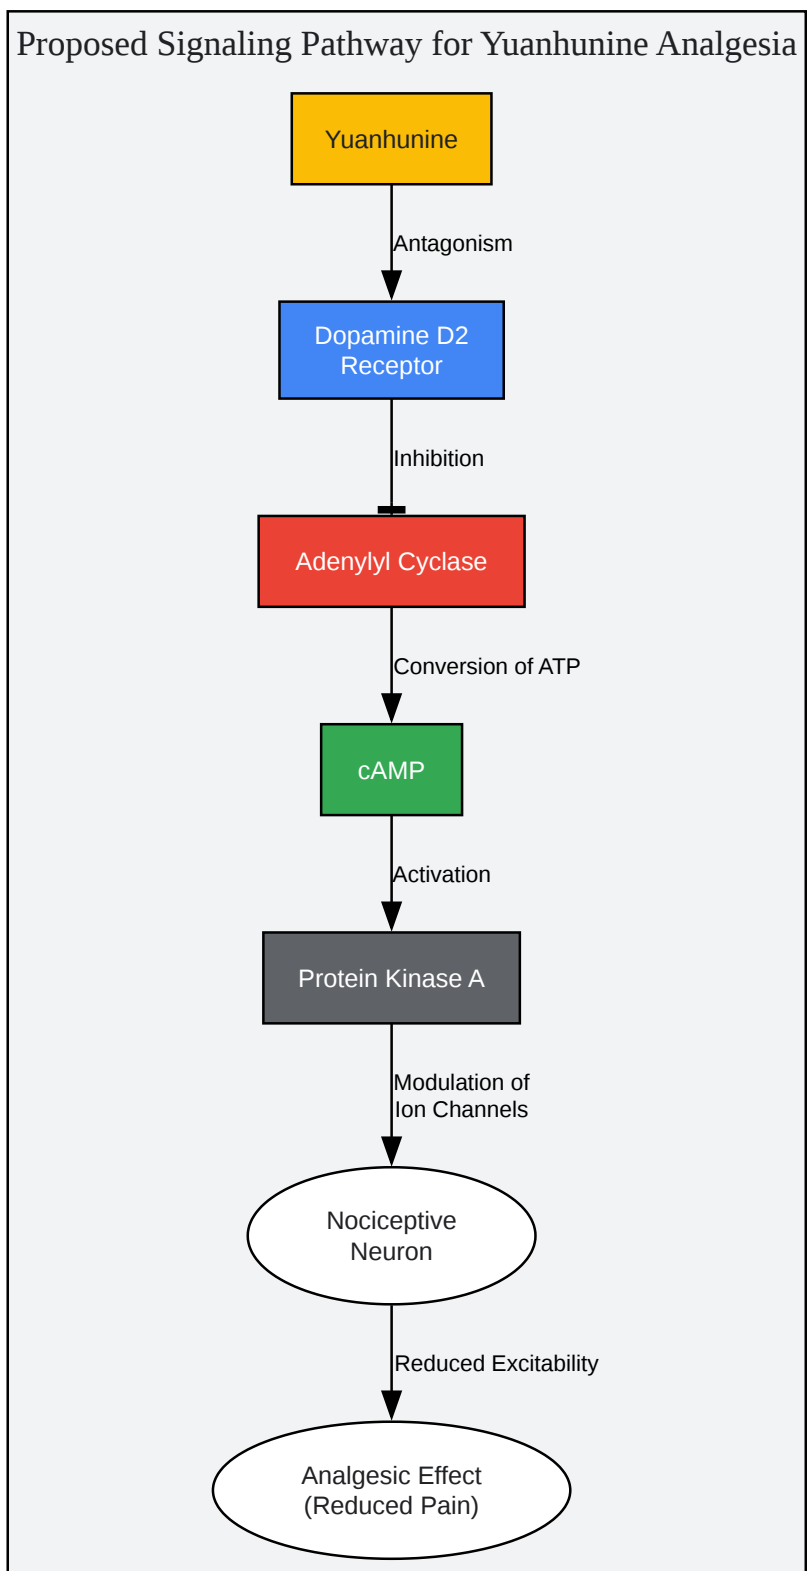 Proposed Signaling Pathway for Yuanhunine Analgesia
Yuanhunine
Antagonism
Dopamine D2
Receptor
Inhibition
Adenylyl Cyclase
Conversion of ATP
cAMP
Activation
Protein Kinase A
Modulation of
Ion Channels
Nociceptive
Neuron
Reduced Excitability
Analgesic Effect
(Reduced Pain)